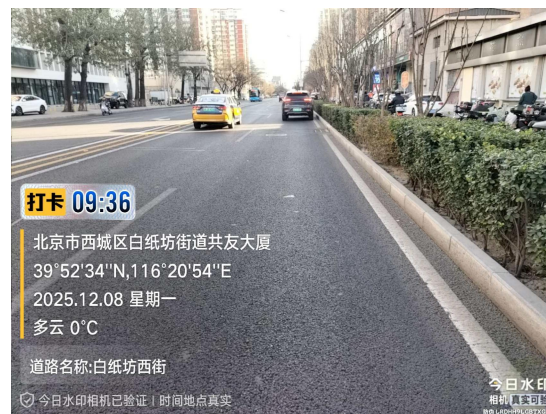 打卡 09:36
北京市西城区白纸坊街道共友大厦
39°52'34"N,116°20'54"E
2025.12.08 星期一
多云 0°C
道路名称:白纸坊西街
今日水印相机已验证 | 时间地点真实
今日水印
相机 真实可验